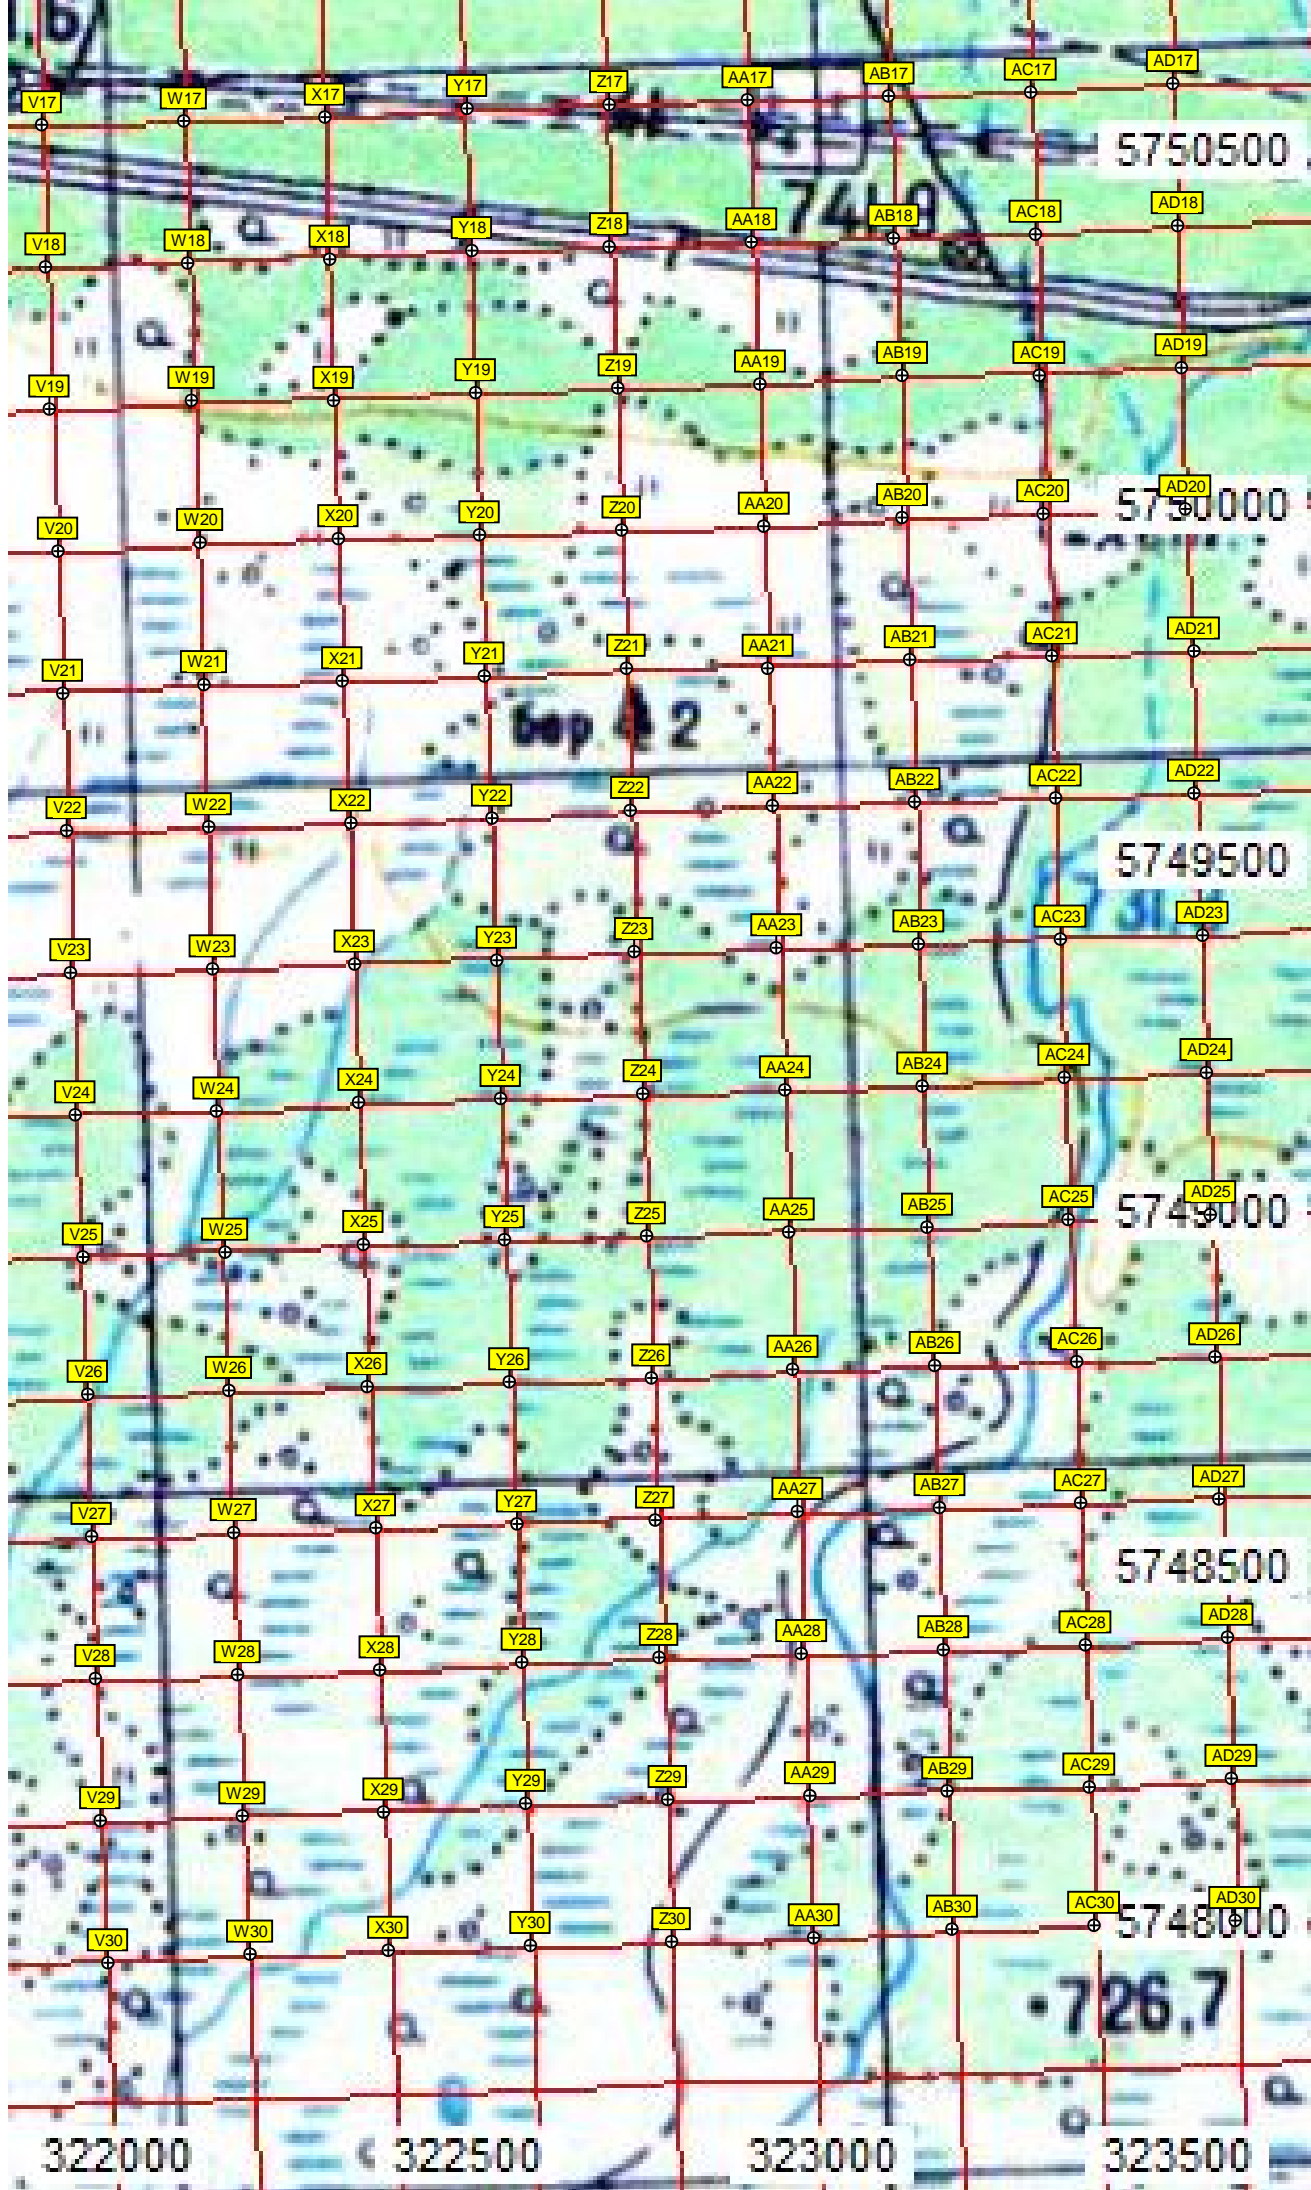 V17 W17 X17 Y17 Z17 AA17 AB17 AC17 AD17
5750500
V18 W18 X18 Y18 Z18 AA18 AB18 AC18 AD18
V19 W19 X19 Y19 Z19 AA19 AB19 AC19 AD19
V20 W20 X20 Y20 Z20 AA20 AB20 AC20 AD20
5750000
V21 W21 X21 Y21 Z21 AA21 AB21 AC21 AD21
бер 2
V22 W22 X22 Y22 Z22 AA22 AB22 AC22 AD22
5749500
V23 W23 X23 Y23 Z23 AA23 AB23 AC23 AD23
V24 W24 X24 Y24 Z24 AA24 AB24 AC24 AD24
V25 W25 X25 Y25 Z25 AA25 AB25 AC25 AD25
5749000
V26 W26 X26 Y26 Z26 AA26 AB26 AC26 AD26
V27 W27 X27 Y27 Z27 AA27 AB27 AC27 AD27
5748500
V28 W28 X28 Y28 Z28 AA28 AB28 AC28 AD28
V29 W29 X29 Y29 Z29 AA29 AB29 AC29 AD29
V30 W30 X30 Y30 Z30 AA30 AB30 AC30 AD30
5748000
726,7
322000 322500 323000 323500